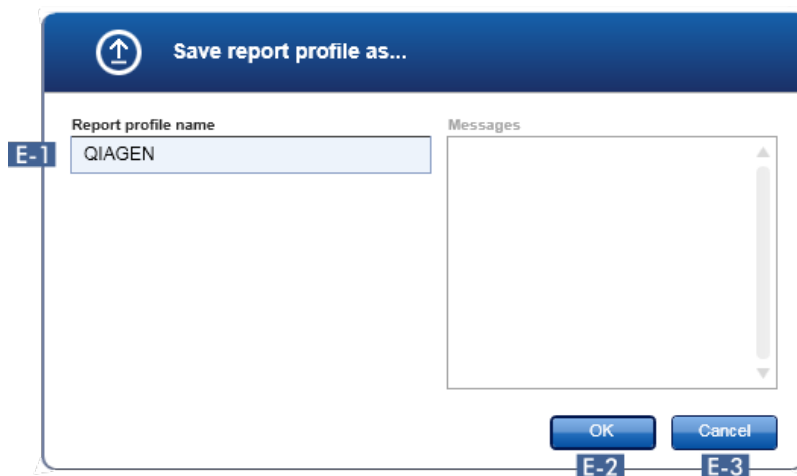 Save report profile as...
Report profile name
Messages
E-1
QIAGEN
OK
Cancel
E-2
E-3